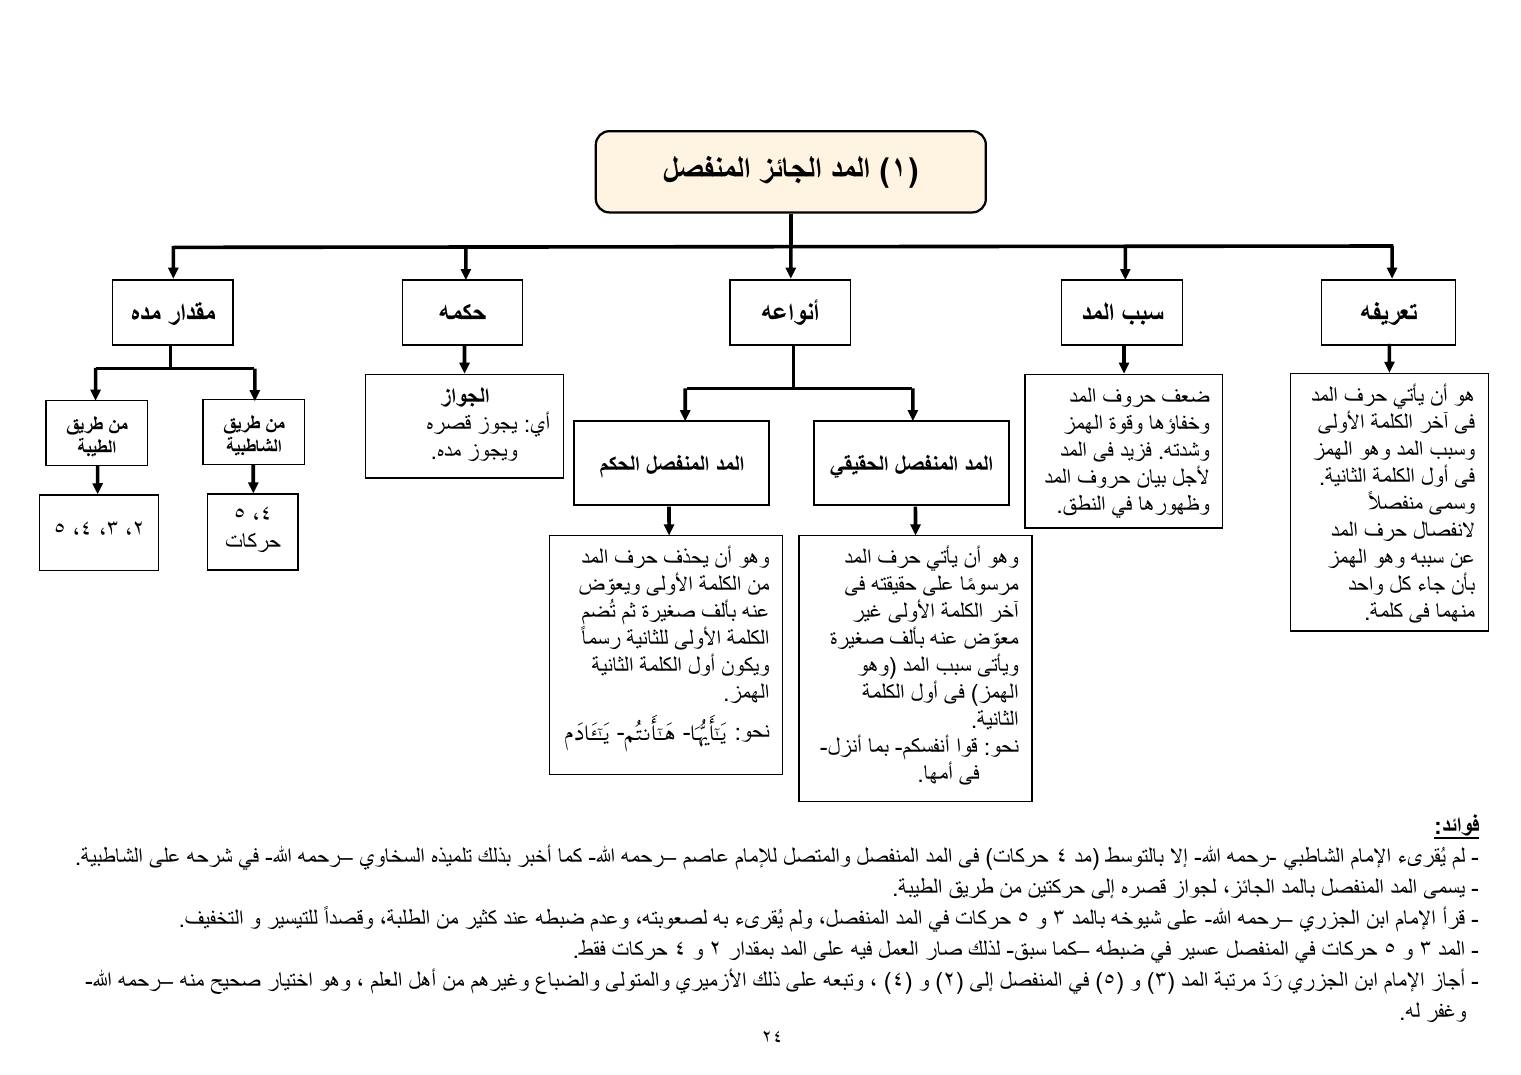 (١) المد الجائز المنفصل
تعريفه
هو أن يأتي حرف المد
فى آخر الكلمة الأولى
وسبب المد وهو الهمز
فى أول الكلمة الثانية.
وسمى منفصلاً
لانفصال حرف المد
عن سببه وهو الهمز
بأن جاء كل واحد
منهما فى كلمة.
سبب المد
ضعف حروف المد
وخفاؤها وقوة الهمز
وشدته. فزيد فى المد
لأجل بيان حروف المد
وظهورها في النطق.
أنواعه
المد المنفصل الحقيقي
وهو أن يأتي حرف المد
مرسومًا على حقيقته فى
آخر الكلمة الأولى غير
معوّض عنه بألف صغيرة
ويأتى سبب المد (وهو
الهمز) فى أول الكلمة
الثانية.
نحو: قوا أنفسكم- بما أنزل-
فى أمها.
المد المنفصل الحكم
وهو أن يحذف حرف المد
من الكلمة الأولى ويعوّض
عنه بألف صغيرة ثم تُضم
الكلمة الأولى للثانية رسماً
ويكون أول الكلمة الثانية
الهمز.
نحو: يَـٰٓأَيُّهَا- هَـٰٓأَنتُم- يَـٰٓـَٔادَم
حكمه
الجواز
أي: يجوز قصره
ويجوز مده.
مقدار مده
من طريق
الشاطبية
٤، ٥
حركات
من طريق
الطيبة
٢، ٣، ٤، ٥
فوائد:
- لم يُقرىء الإمام الشاطبي -رحمه الله- إلا بالتوسط (مد ٤ حركات) فى المد المنفصل والمتصل للإمام عاصم –رحمه الله- كما أخبر بذلك تلميذه السخاوي –رحمه الله- في شرحه على الشاطبية.
- يسمى المد المنفصل بالمد الجائز، لجواز قصره إلى حركتين من طريق الطيبة.
- قرأ الإمام ابن الجزري –رحمه الله- على شيوخه بالمد ٣ و ٥ حركات في المد المنفصل، ولم يُقرىء به لصعوبته، وعدم ضبطه عند كثير من الطلبة، وقصداً للتيسير و التخفيف.
- المد ٣ و ٥ حركات في المنفصل عسير في ضبطه –كما سبق- لذلك صار العمل فيه على المد بمقدار ٢ و ٤ حركات فقط.
- أجاز الإمام ابن الجزري رَدّ مرتبة المد (٣) و (٥) في المنفصل إلى (٢) و (٤) ، وتبعه على ذلك الأزميري والمتولى والضباع وغيرهم من أهل العلم ، وهو اختيار صحيح منه –رحمه الله-
وغفر له.
٢٤